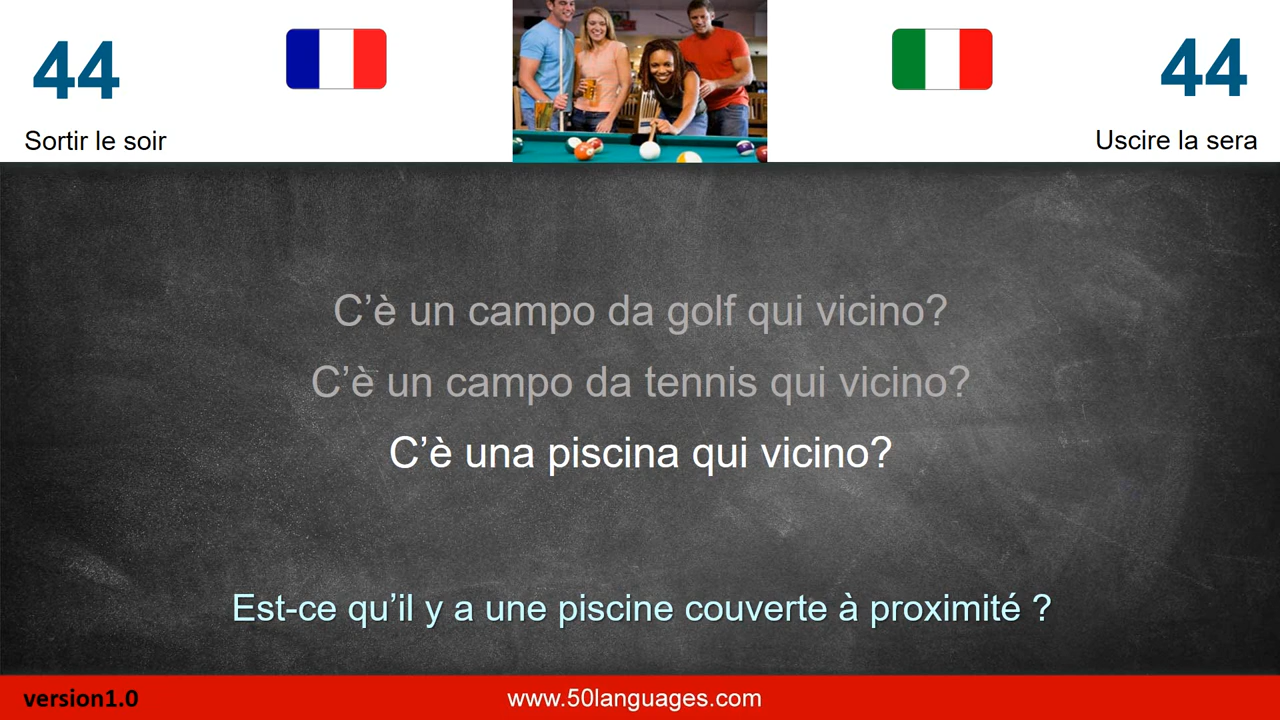 44
44
Sortir le soir
Uscire la sera
C’è un campo da golf qui vicino?
C’è un campo da tennis qui vicino?
C’è una piscina qui vicino?
Est-ce qu’il y a une piscine couverte à proximité ?
version1.0
www.50languages.com